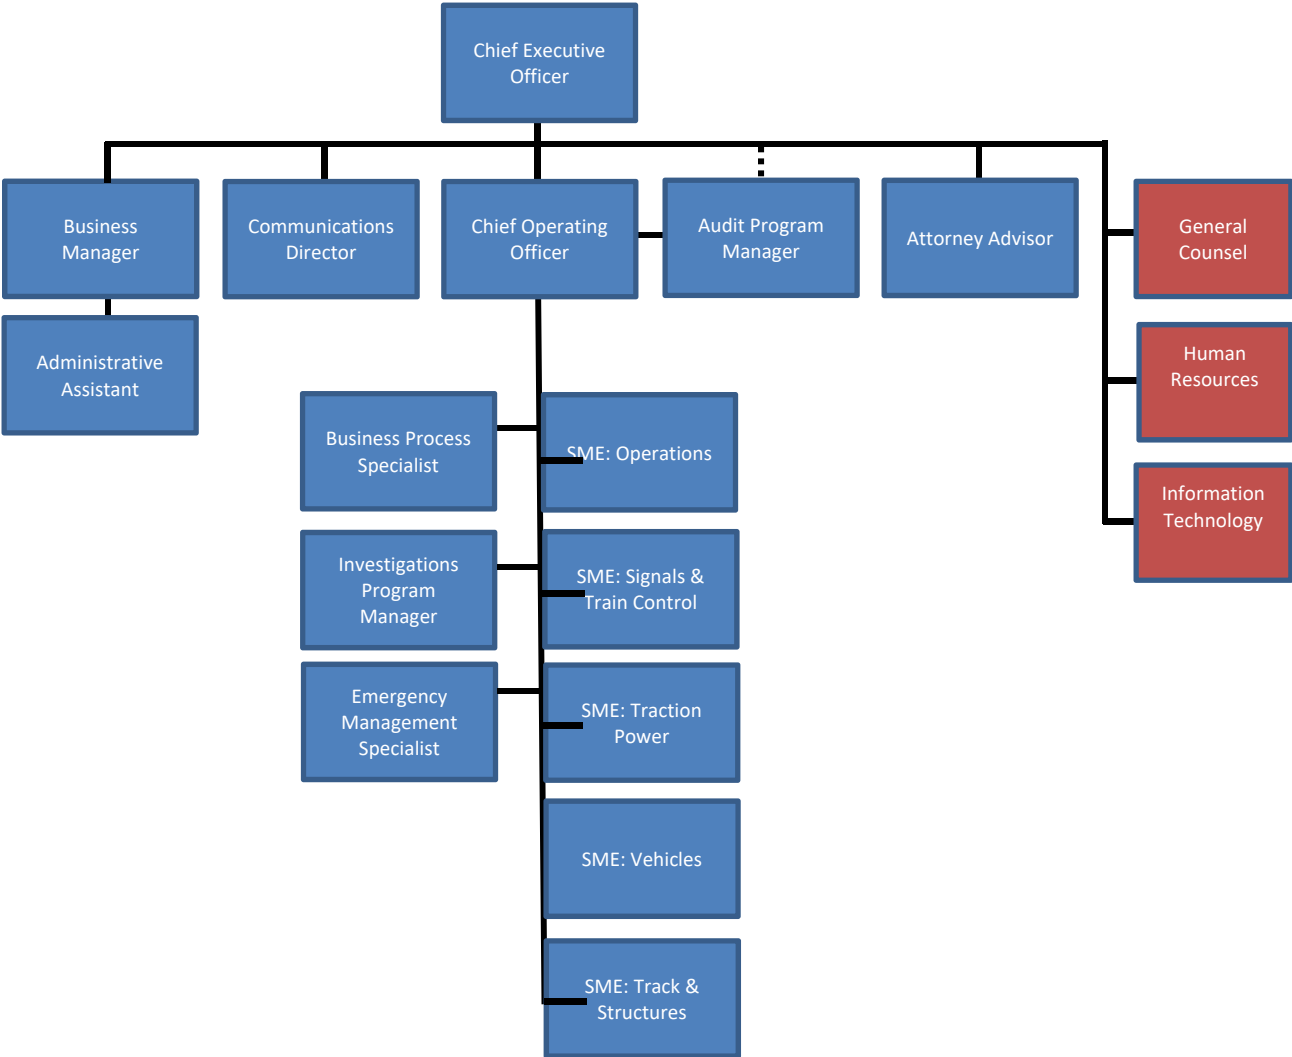 Chief Executive
Officer
Business
Manager
Communications
Director
Chief Operating
Officer
Audit Program
Manager
Attorney Advisor
General
Counsel
Administrative
Assistant
Human
Resources
Business Process
Specialist
SME: Operations
Information
Technology
Investigations
Program
Manager
SME: Signals &
Train Control
Emergency
Management
Specialist
SME: Traction
Power
SME: Vehicles
SME: Track &
Structures